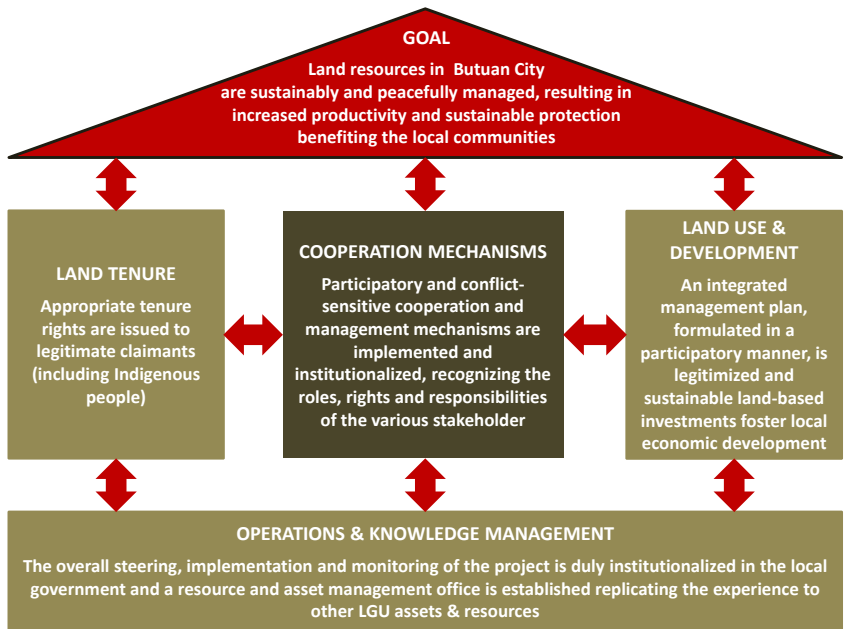 GOAL
Land resources in Butuan City
are sustainably and peacefully managed, resulting in
increased productivity and sustainable protection
benefiting the local communities
LAND TENURE
Appropriate tenure
rights are issued to
legitimate claimants
(including Indigenous
people)
COOPERATION MECHANISMS
Participatory and conflict-
sensitive cooperation and
management mechanisms are
implemented and
institutionalized, recognizing the
roles, rights and responsibilities
of the various stakeholder
LAND USE &
DEVELOPMENT
An integrated
management plan,
formulated in a
participatory manner, is
legitimized and
sustainable land-based
investments foster local
economic development
OPERATIONS & KNOWLEDGE MANAGEMENT
The overall steering, implementation and monitoring of the project is duly institutionalized in the local
government and a resource and asset management office is established replicating the experience to
other LGU assets & resources